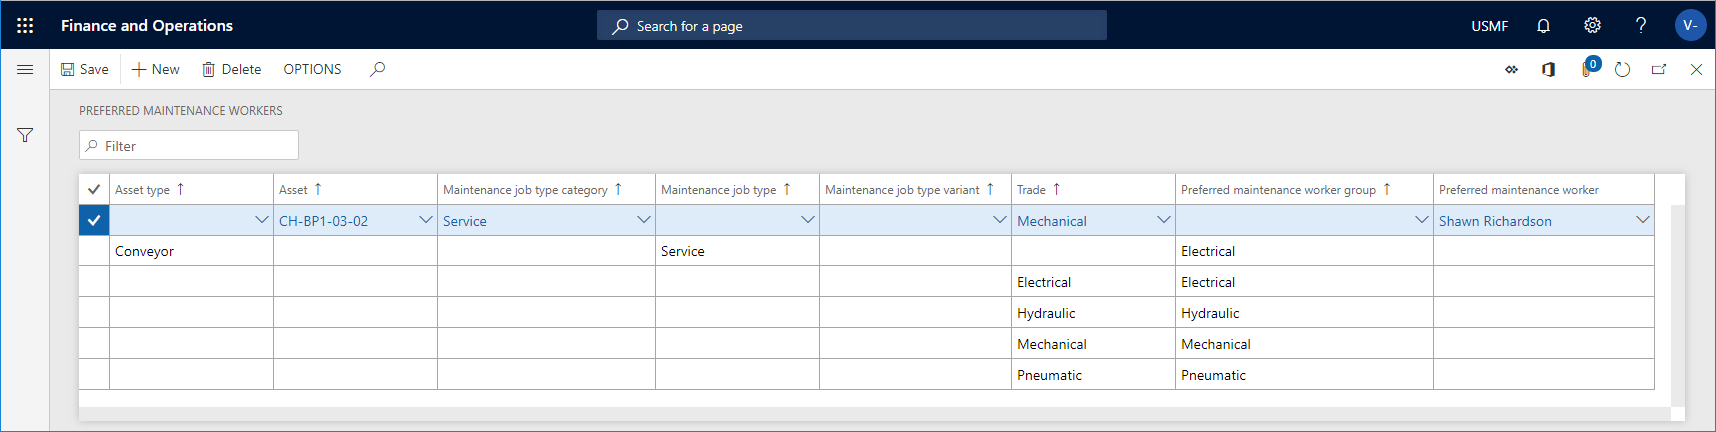 Finance and Operations Search for a page USMF ? V-
Save + New Delete OPTIONS 0
PREFERRED MAINTENANCE WORKERS
Filter
Asset type ↑ Asset ↑ Maintenance job type category ↑ Maintenance job type ↑ Maintenance job type variant ↑ Trade ↑ Preferred maintenance worker group ↑ Preferred maintenance worker
CH-BP1-03-02 Service Mechanical Shawn Richardson
Conveyor Service Electrical
Electrical Electrical
Hydraulic Hydraulic
Mechanical Mechanical
Pneumatic Pneumatic